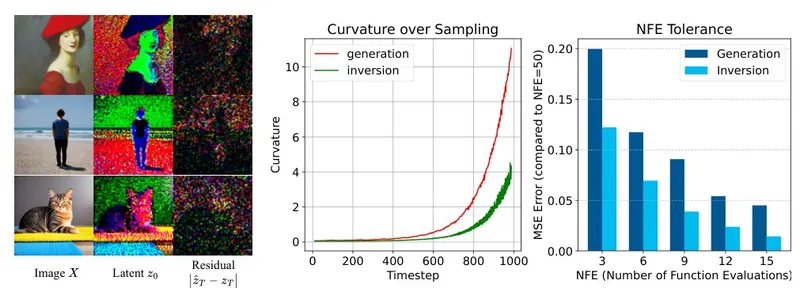 Image X
Latent z₀
Residual
|ẑ_T − z_T|
Curvature over Sampling
generation
inversion
Curvature
10
8
6
4
2
0
0 200 400 600 800 1000
Timestep
NFE Tolerance
Generation
Inversion
MSE Error (compared to NFE=50)
0.20
0.15
0.10
0.05
0.00
3 6 9 12 15
NFE (Number of Function Evaluations)